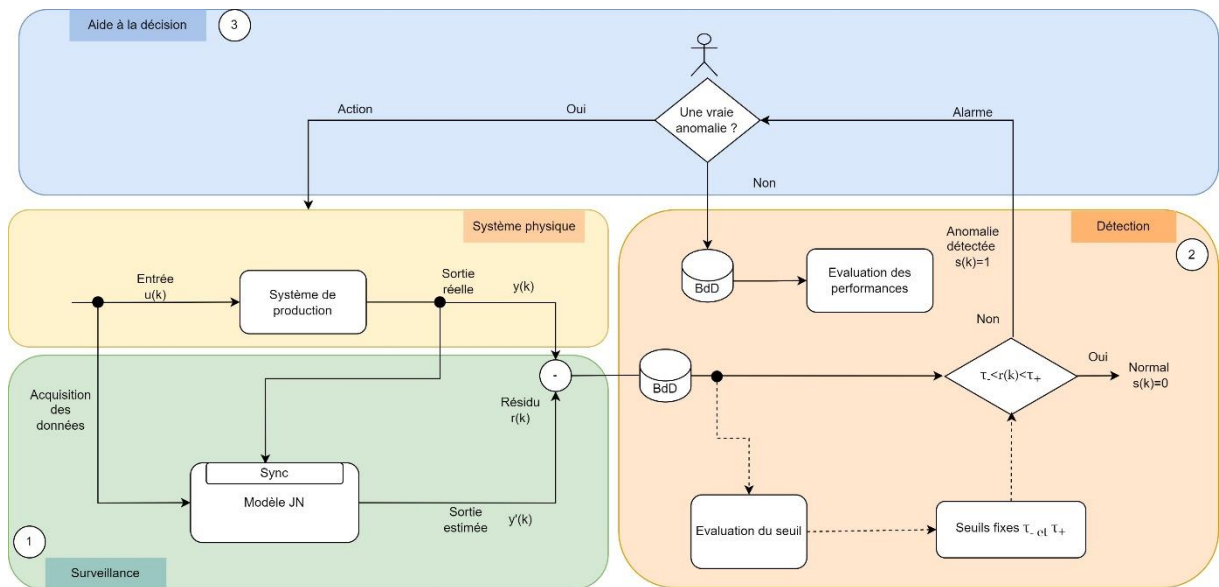 Aide à la décision
3
Une vraie
anomalie ?
Action
Oui
Alarme
Non
Système physique
Entrée
u(k)
Système de
production
Sortie
réelle
y(k)
Détection
2
Anomalie
détectée
s(k)=1
BdD
Evaluation des
performances
Non
τ₋<r(k)<τ₊
Oui
Normal
s(k)=0
BdD
-
Résidu
r(k)
Acquisition
des
données
Sync
Modèle JN
Sortie
estimée
y'(k)
Evaluation du seuil
Seuils fixes τ₋ et τ₊
1
Surveillance